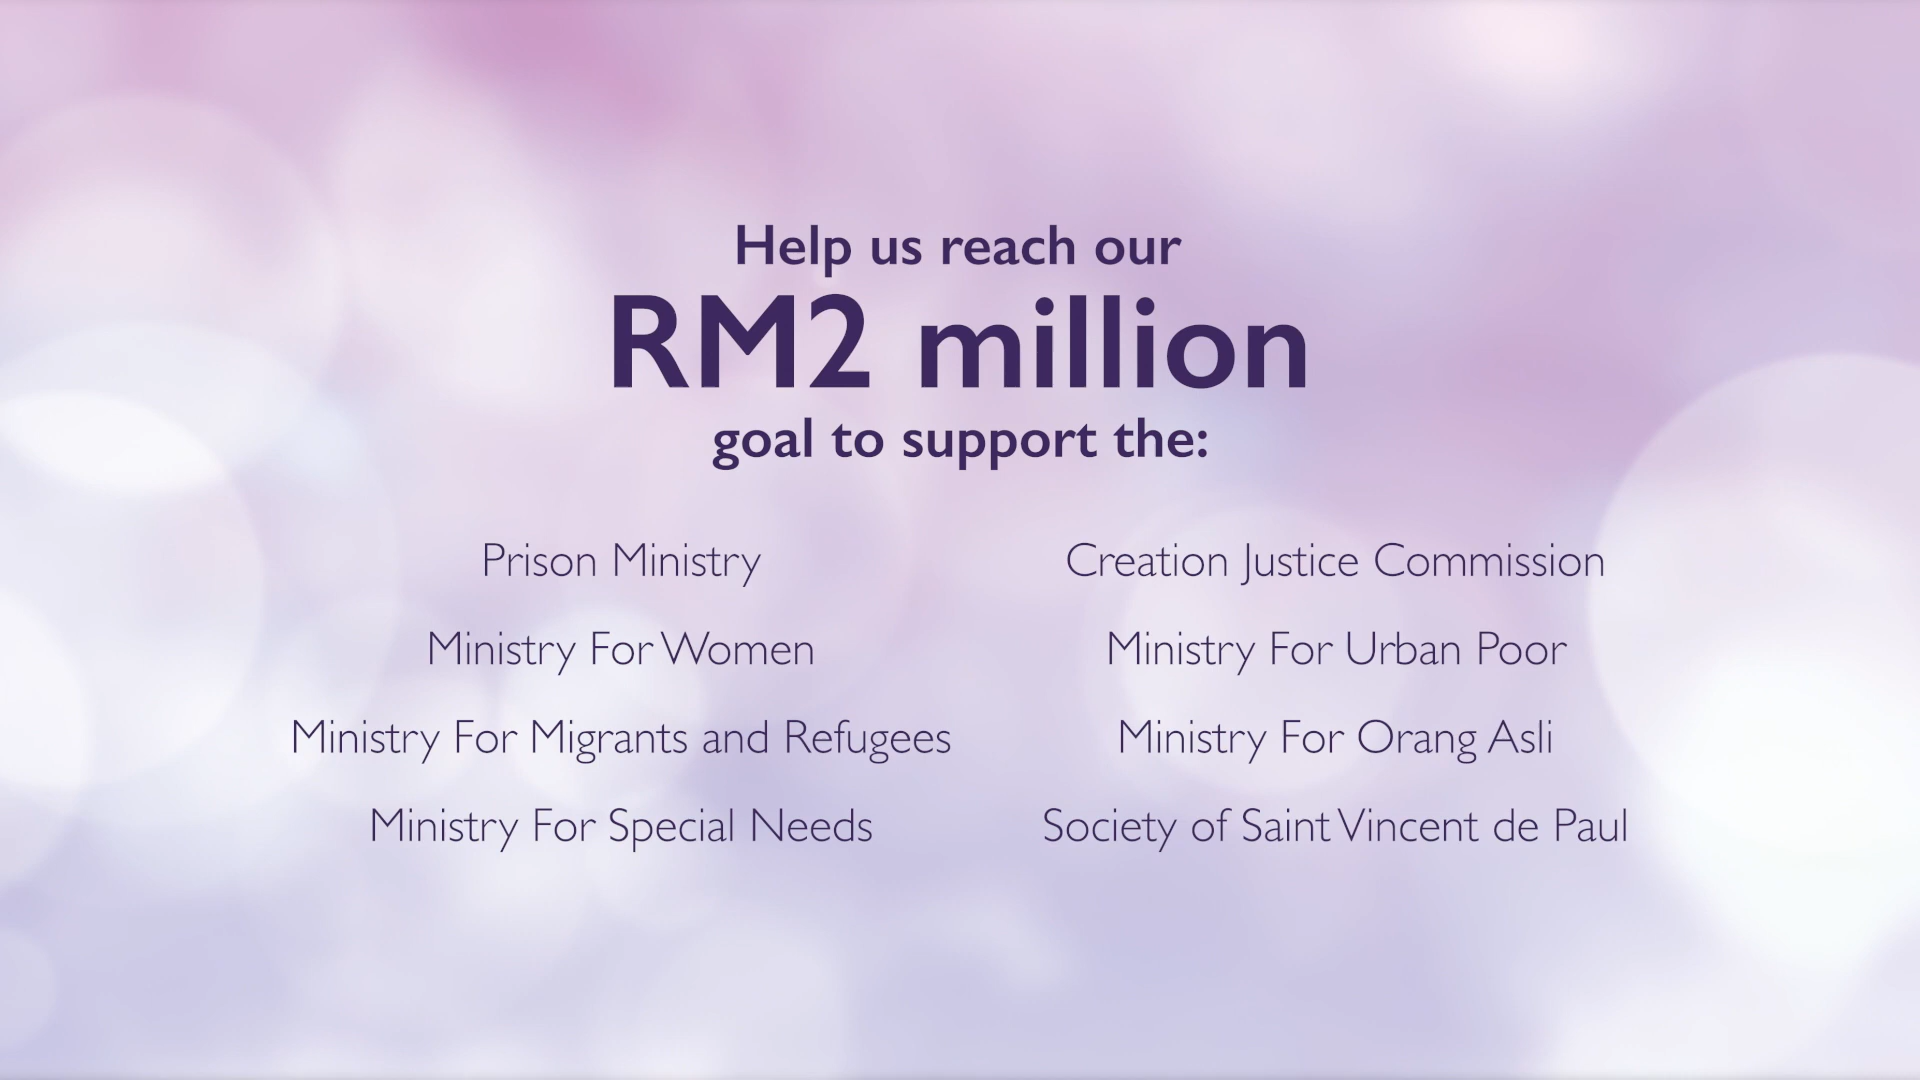 Help us reach our
RM2 million
goal to support the:
Prison Ministry
Ministry For Women
Ministry For Migrants and Refugees
Ministry For Special Needs
Creation Justice Commission
Ministry For Urban Poor
Ministry For Orang Asli
Society of Saint Vincent de Paul